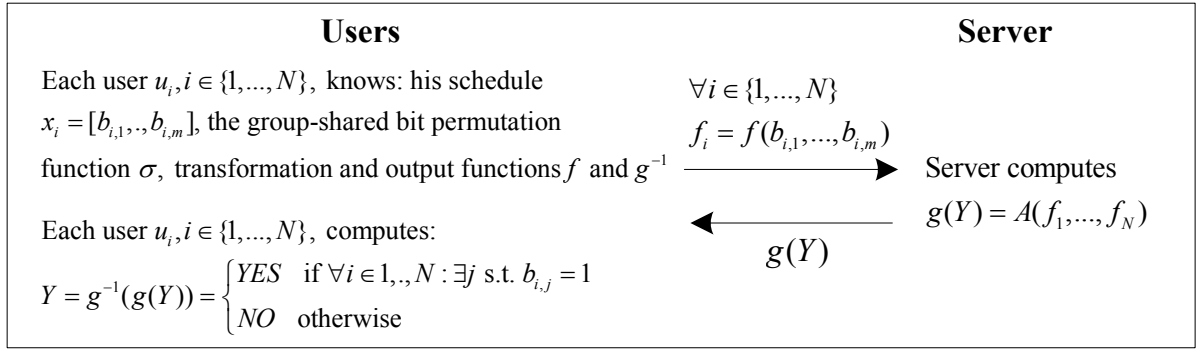 Users
Each user u_i, i ∈ {1,..., N}, knows: his schedule
x_i = [b_{i,1},., b_{i,m}], the group-shared bit permutation
function σ, transformation and output functions f and g^{-1}
Each user u_i, i ∈ {1,..., N}, computes:
Y = g^{-1}(g(Y)) = { YES if ∀i ∈ 1,., N : ∃j s.t. b_{i,j} = 1
NO otherwise
∀i ∈ {1,..., N}
f_i = f(b_{i,1},..., b_{i,m})
g(Y)
Server
Server computes
g(Y) = A(f_1,..., f_N)